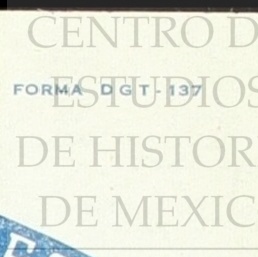 CENTRO D
FORMA DGT-137
ESTUDIOS
DE HISTOR
DE MEXIC